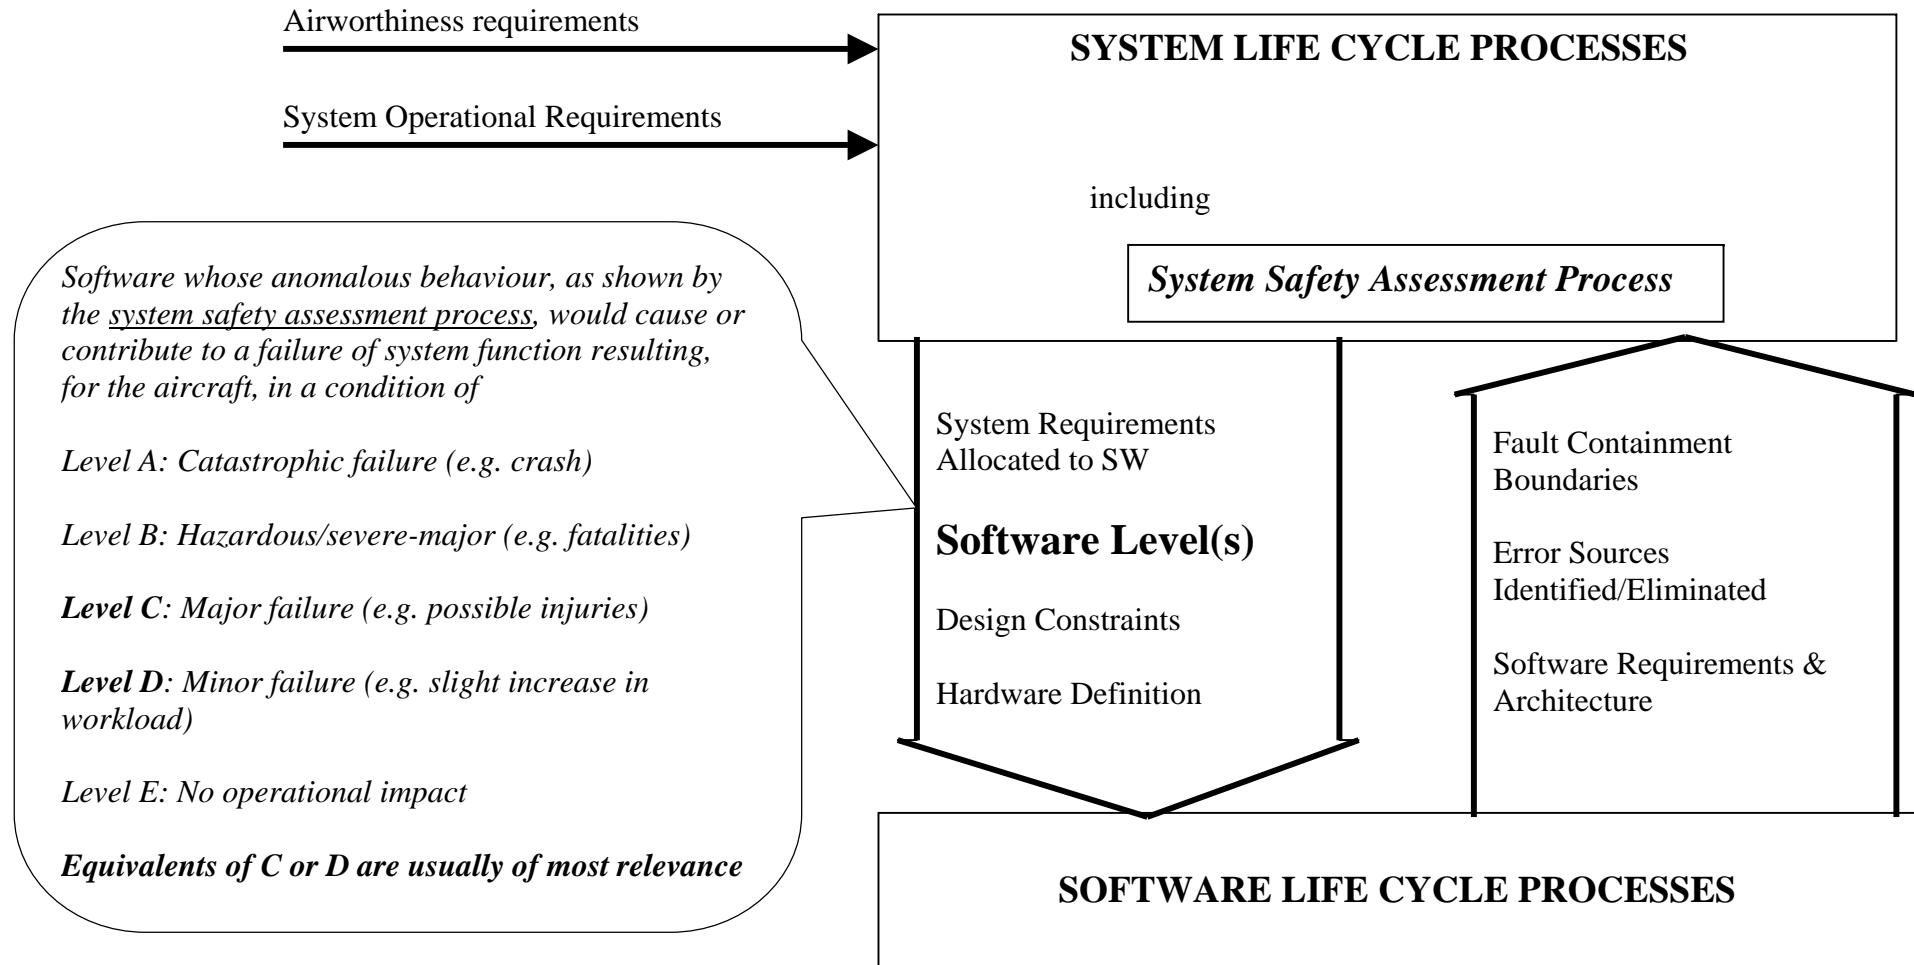 Airworthiness requirements
SYSTEM LIFE CYCLE PROCESSES
System Operational Requirements
including
System Safety Assessment Process
Software whose anomalous behaviour, as shown by
the system safety assessment process, would cause or
contribute to a failure of system function resulting,
for the aircraft, in a condition of
Level A: Catastrophic failure (e.g. crash)
Level B: Hazardous/severe-major (e.g. fatalities)
Level C: Major failure (e.g. possible injuries)
Level D: Minor failure (e.g. slight increase in
workload)
Level E: No operational impact
Equivalents of C or D are usually of most relevance
System Requirements
Allocated to SW
Software Level(s)
Design Constraints
Hardware Definition
Fault Containment
Boundaries
Error Sources
Identified/Eliminated
Software Requirements &
Architecture
SOFTWARE LIFE CYCLE PROCESSES